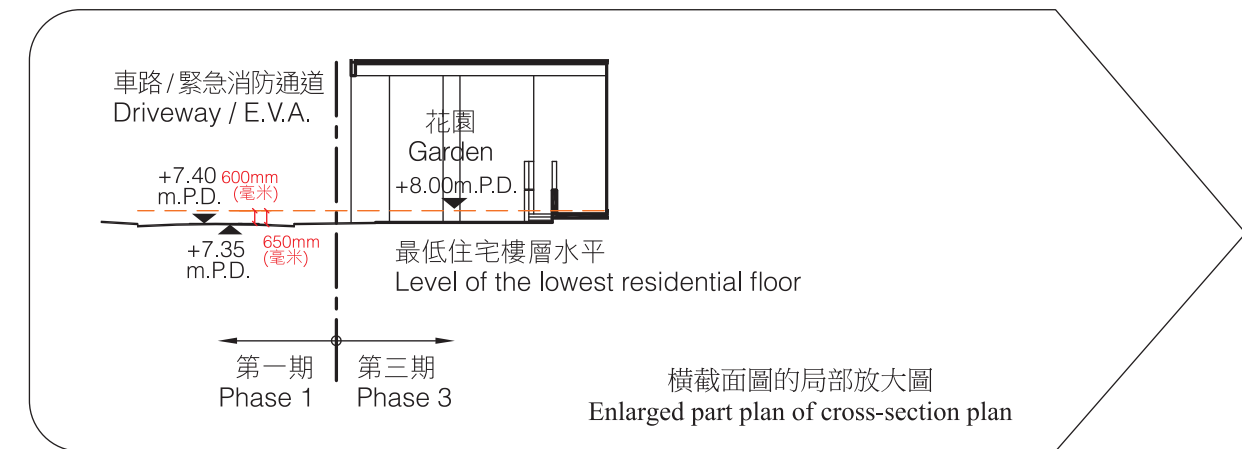 車路/緊急消防通道
Driveway / E.V.A.
花園
Garden
+8.00m.P.D.
+7.40
m.P.D.
600mm
(毫米)
+7.35
m.P.D.
650mm
(毫米)
最低住宅樓層水平
Level of the lowest residential floor
第一期
Phase 1
第三期
Phase 3
橫截面圖的局部放大圖
Enlarged part plan of cross-section plan